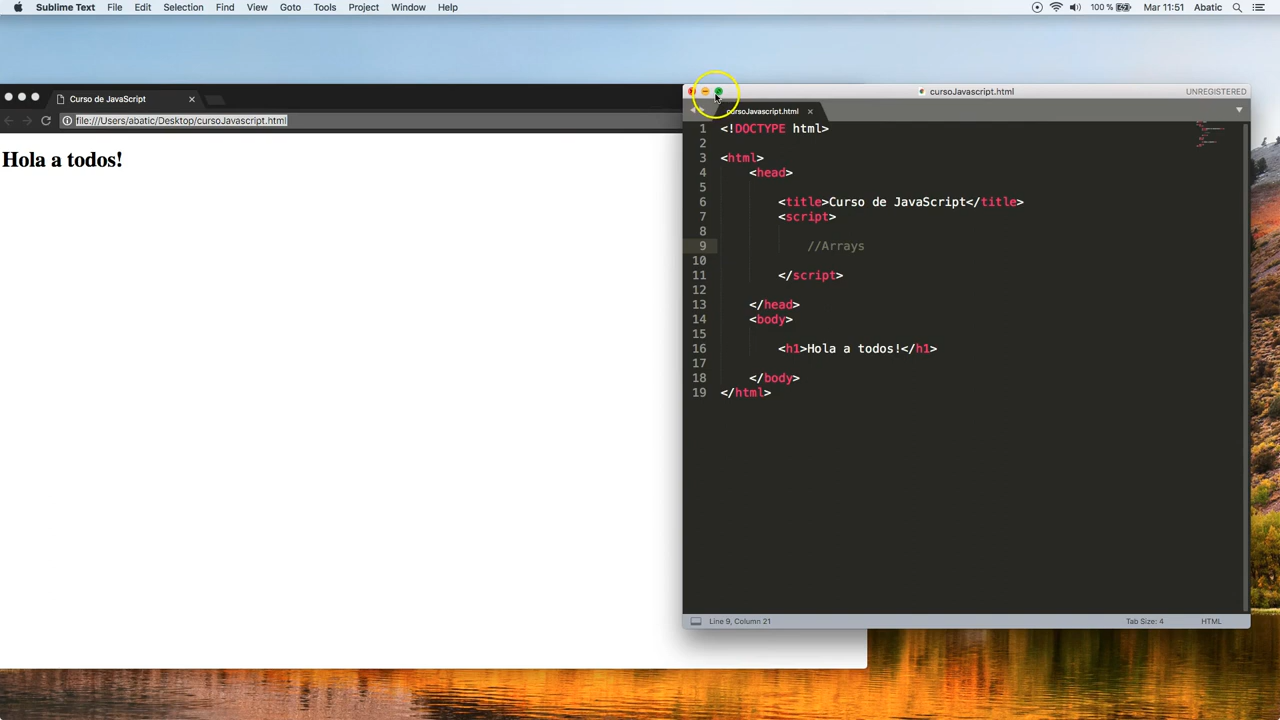 Sublime Text File Edit Selection Find View Goto Tools Project Window Help 100 % Mar 11:51 Abatic
Curso de JavaScript
file:///Users/abatic/Desktop/cursoJavascript.html
Hola a todos!
cursoJavascript.html UNREGISTERED
cursoJavascript.html
1 <!DOCTYPE html>
2
3 <html>
4 <head>
5
6 <title>Curso de JavaScript</title>
7 <script>
8
9 //Arrays
10
11 </script>
12
13 </head>
14 <body>
15
16 <h1>Hola a todos!</h1>
17
18 </body>
19 </html>
Line 9, Column 21 Tab Size: 4 HTML